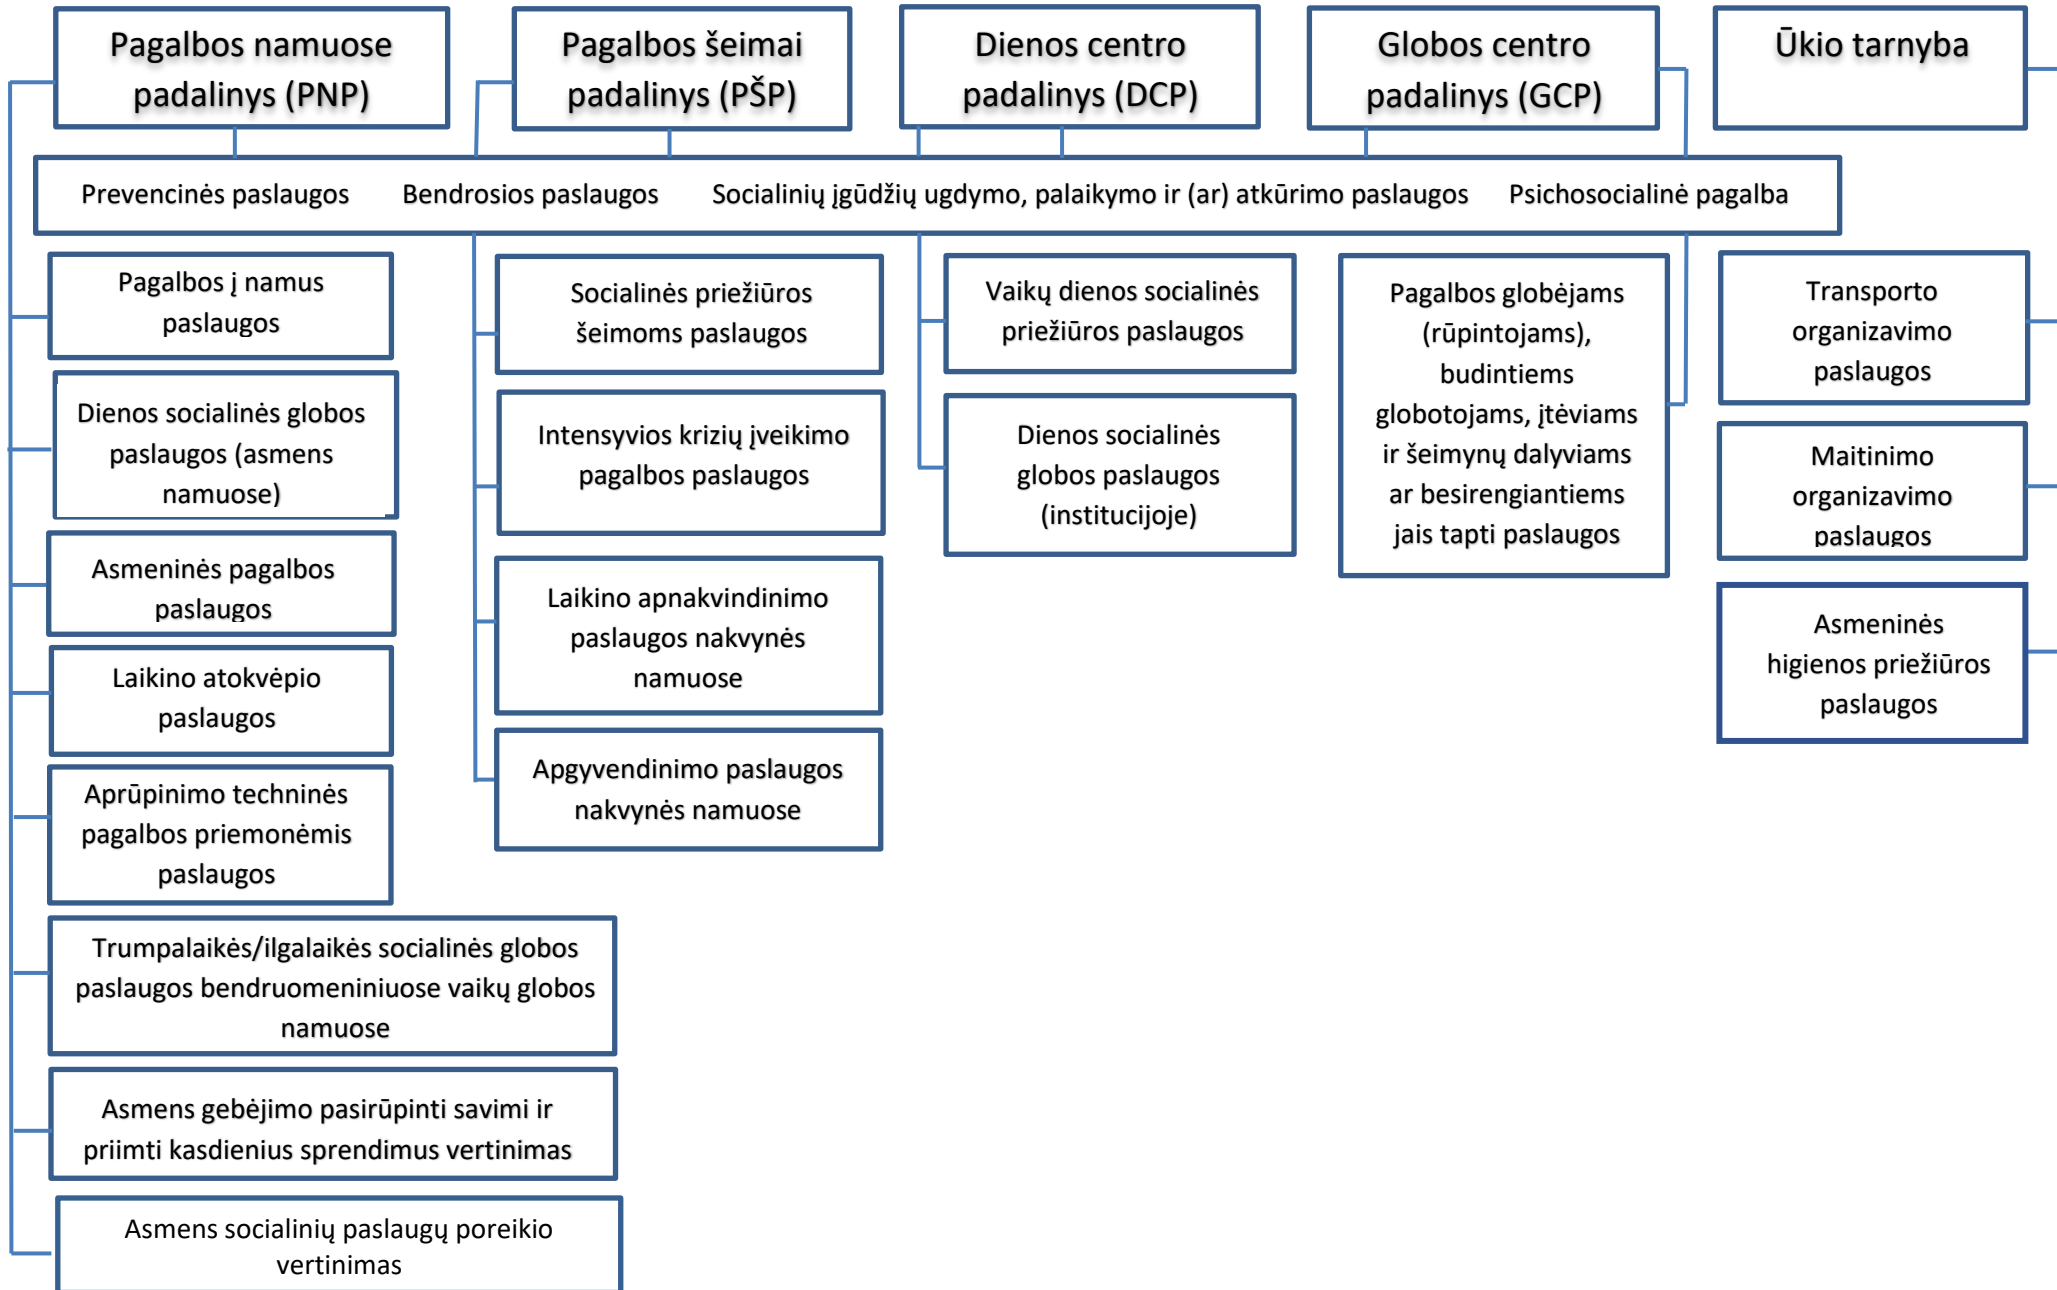 Pagalbos namuose
padalinys (PNP)
Pagalbos šeimai
padalinys (PŠP)
Dienos centro
padalinys (DCP)
Globos centro
padalinys (GCP)
Ūkio tarnyba
Prevencinės paslaugos Bendrosios paslaugos Socialinių įgūdžių ugdymo, palaikymo ir (ar) atkūrimo paslaugos Psichosocialinė pagalba
Pagalbos į namus
paslaugos
Dienos socialinės globos
paslaugos (asmens
namuose)
Asmeninės pagalbos
paslaugos
Laikino atokvėpio
paslaugos
Aprūpinimo techninės
pagalbos priemonėmis
paslaugos
Trumpalaikės/ilgalaikės socialinės globos
paslaugos bendruomeniniuose vaikų globos
namuose
Asmens gebėjimo pasirūpinti savimi ir
priimti kasdienius sprendimus vertinimas
Asmens socialinių paslaugų poreikio
vertinimas
Socialinės priežiūros
šeimoms paslaugos
Intensyvios krizių įveikimo
pagalbos paslaugos
Laikino apnakvindinimo
paslaugos nakvynės
namuose
Apgyvendinimo paslaugos
nakvynės namuose
Vaikų dienos socialinės
priežiūros paslaugos
Dienos socialinės
globos paslaugos
(institucijoje)
Pagalbos globėjams
(rūpintojams),
budintiems
globotojams, įtėviams
ir šeimynų dalyviams
ar besirengiantiems
jais tapti paslaugos
Transporto
organizavimo
paslaugos
Maitinimo
organizavimo
paslaugos
Asmeninės
higienos priežiūros
paslaugos